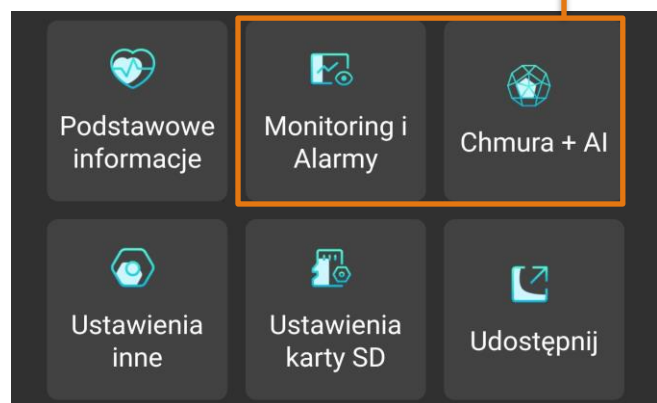 Podstawowe
informacje
Monitoring i
Alarmy
Chmura + AI
Ustawienia
inne
Ustawienia
karty SD
Udostępnij